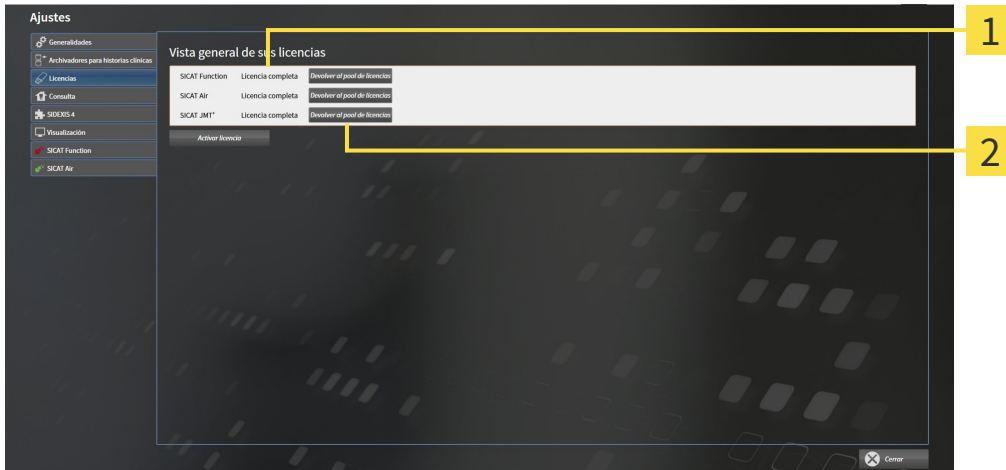 Ajustes
Generalidades
Archivadores para historias clínicas
Licencias
Consulta
SIDEXIS 4
Visualización
SICAT Function
SICAT Air
Vista general de sus licencias
SICAT Function Licencia completa Devolver al pool de licencias
SICAT Air Licencia completa Devolver al pool de licencias
SICAT JMT+ Licencia completa Devolver al pool de licencias
Activar licencia
Cerrar
1
2